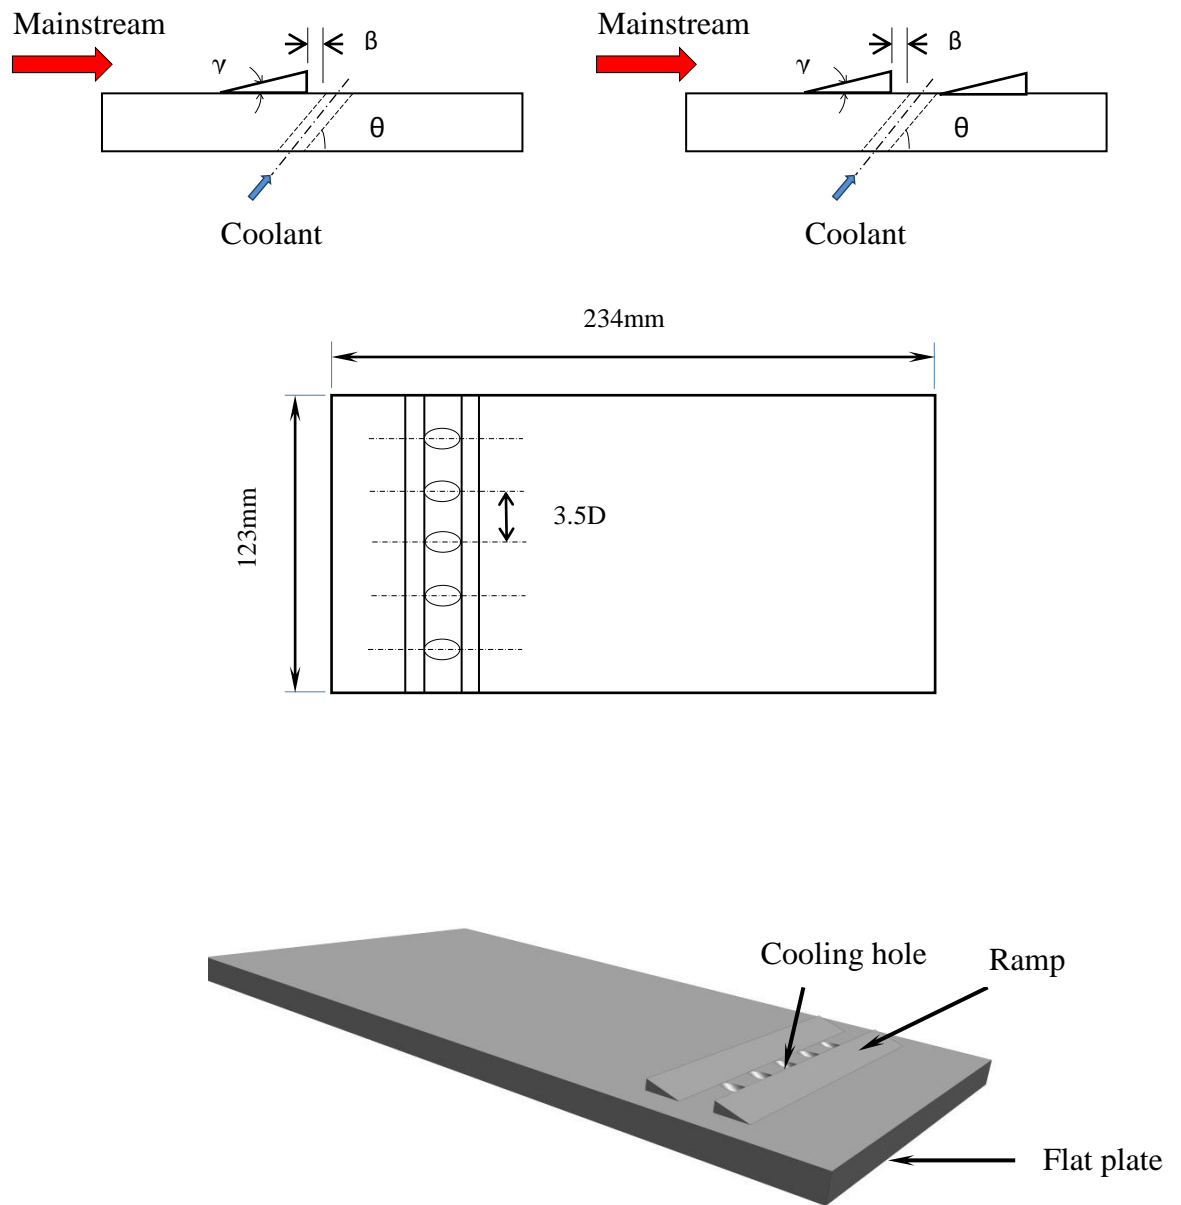 Mainstream
β
γ
θ
Coolant
Mainstream
β
γ
θ
Coolant
234mm
123mm
3.5D
Cooling hole
Ramp
Flat plate